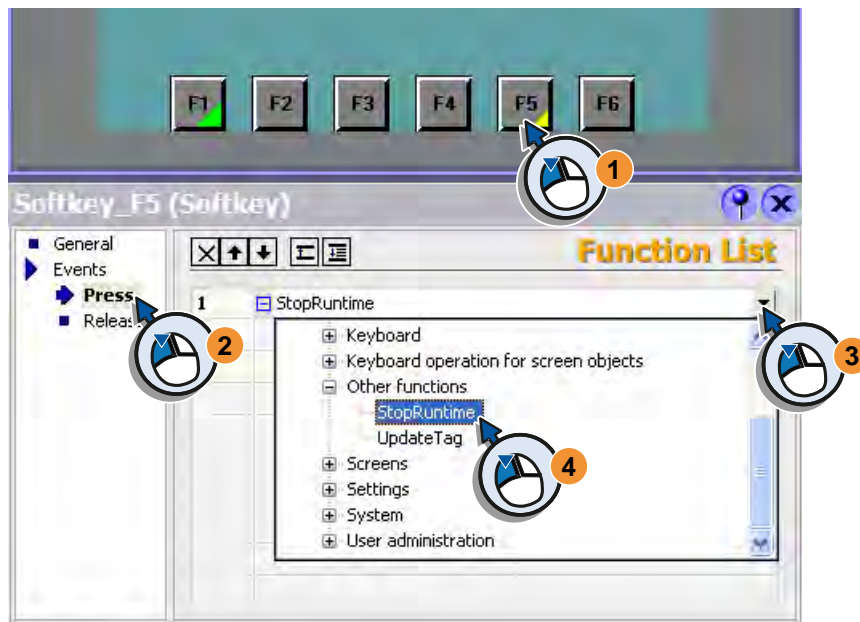 F1 F2 F3 F4 F5 F6
1
Softkey_F5 (Softkey)
General
Events
Press
2
Function List
1 StopRuntime
3
Keyboard
Keyboard operation for screen objects
Other functions
StopRuntime
UpdateTag
4
Screens
Settings
System
User administration